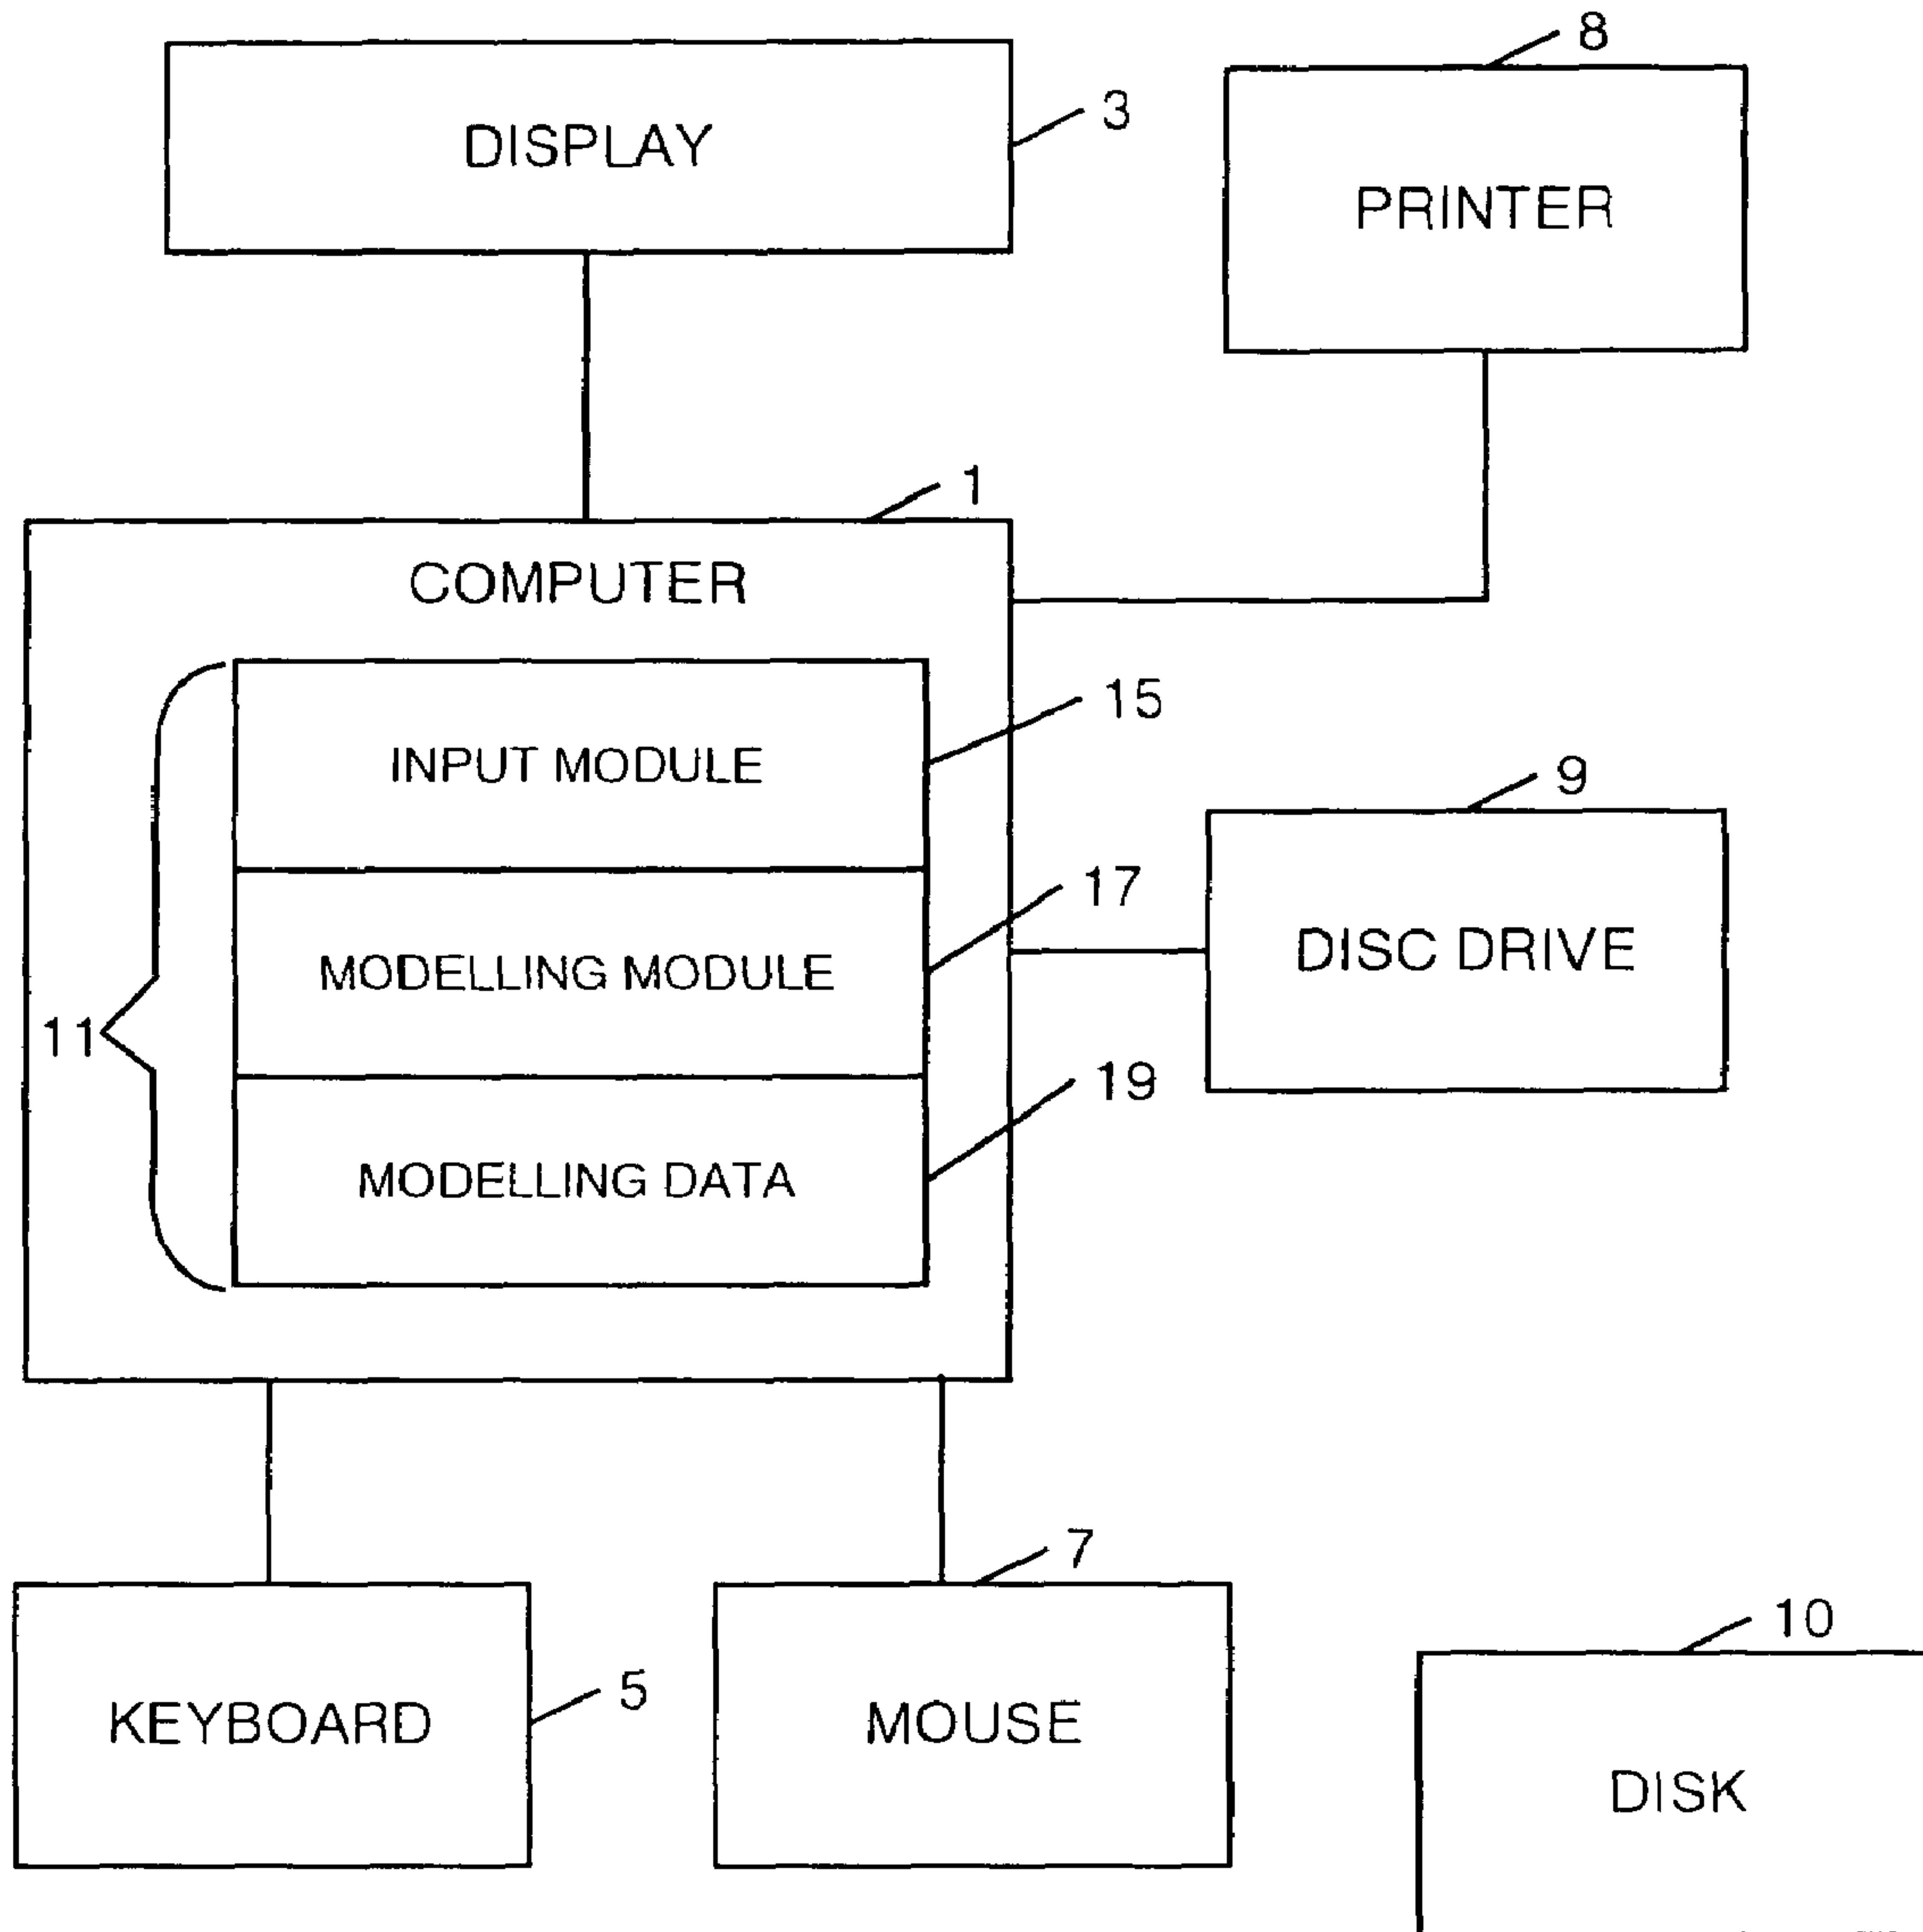 8
3
DISPLAY
PRINTER
1
COMPUTER
15
INPUT MODULE
9
17
DISC DRIVE
MODELLING MODULE
11
19
MODELLING DATA
7
10
5
KEYBOARD
MOUSE
DISK